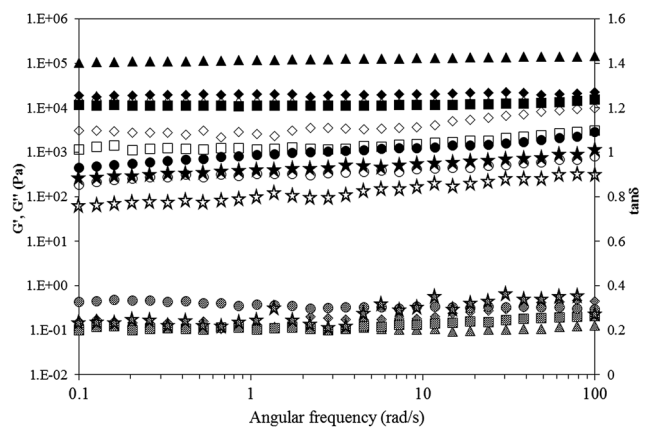 1.E+06
1.E+05
1.E+04
1.E+03
1.E+02
1.E+01
1.E+00
1.E-01
1.E-02
G', G'' (Pa)
1.6
1.4
1.2
1
0.8
0.6
0.4
0.2
0
tanδ
0.1 1 10 100
Angular frequency (rad/s)